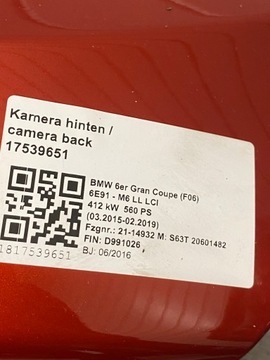 Kamera hinten /
camera back
17539651
BMW 6er Gran Coupe (F06)
6E91 - M6 LL LCI
412 kW 560 PS
(03.2015-02.2019)
Fzgnr.: 21-14932 M: S63T 20601482
FIN: D991026
BJ: 06/2016
1817539651